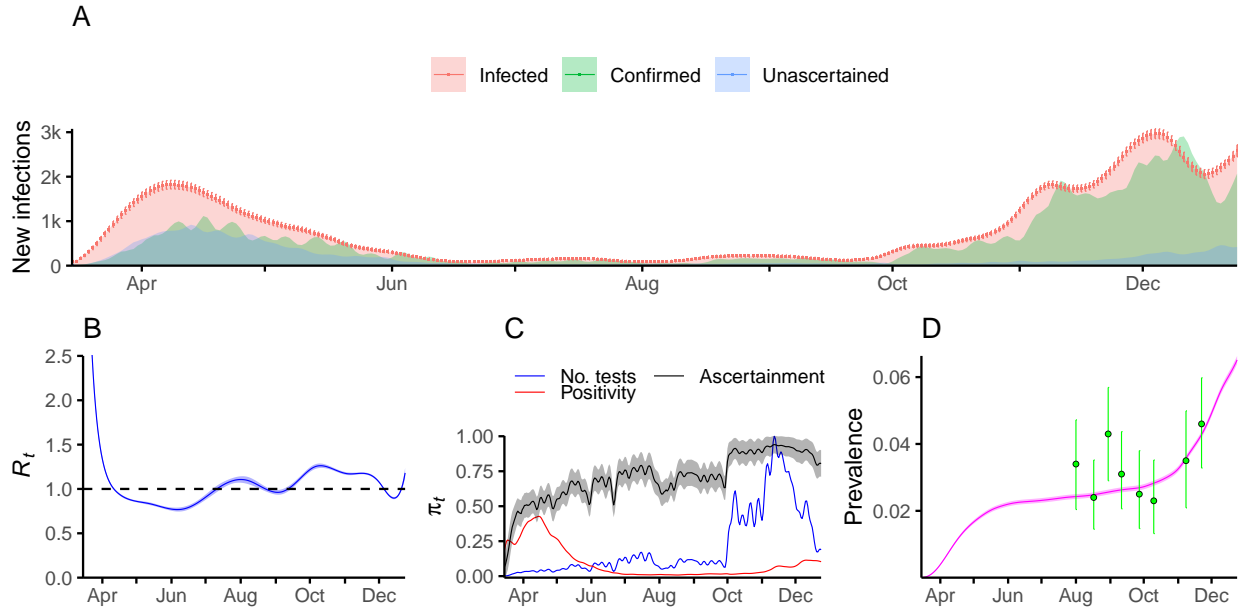 A
Infected Confirmed Unascertained
New infections
3k
2k
1k
0
Apr Jun Aug Oct Dec
B
R_t
2.5
2.0
1.5
1.0
0.5
0.0
Apr Jun Aug Oct Dec
C
No. tests Ascertainment
Positivity
π_t
1.00
0.75
0.50
0.25
0.00
Apr Jun Aug Oct Dec
D
Prevalence
0.06
0.04
0.02
Apr Jun Aug Oct Dec